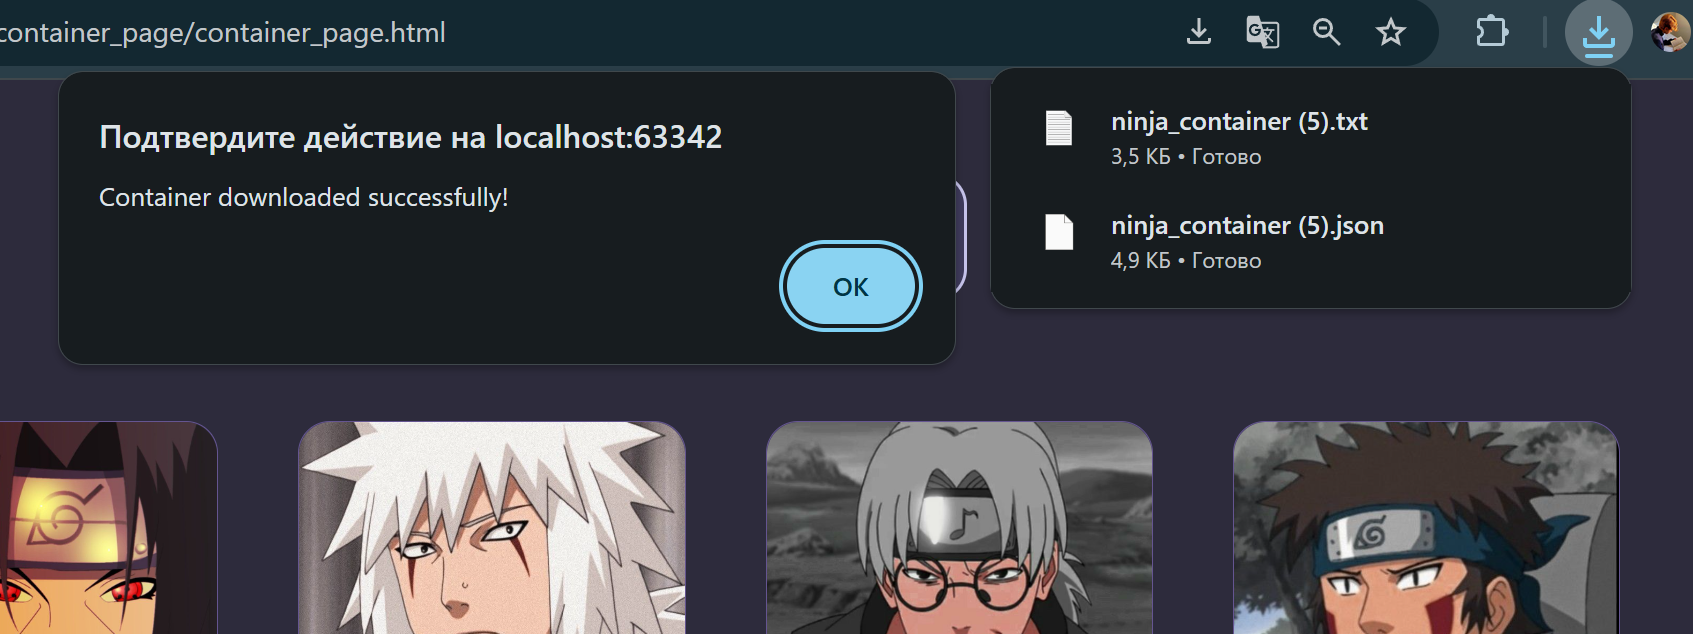 container_page/container_page.html
Подтвердите действие на localhost:63342
Container downloaded successfully!
OK
ninja_container (5).txt
3,5 КБ • Готово
ninja_container (5).json
4,9 КБ • Готово